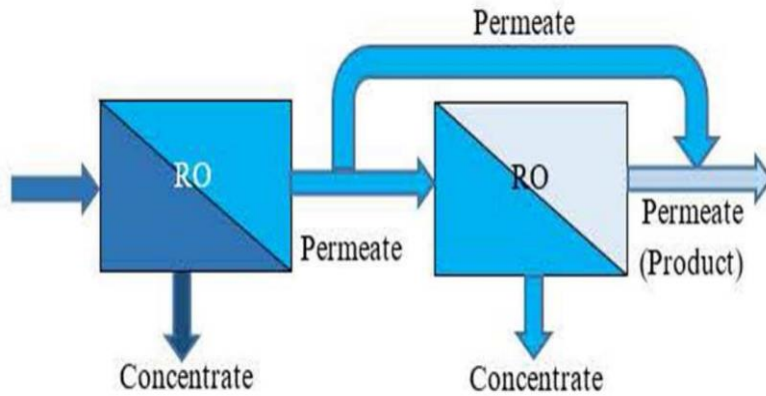 Permeate
RO
RO
Permeate
Permeate
(Product)
Concentrate
Concentrate